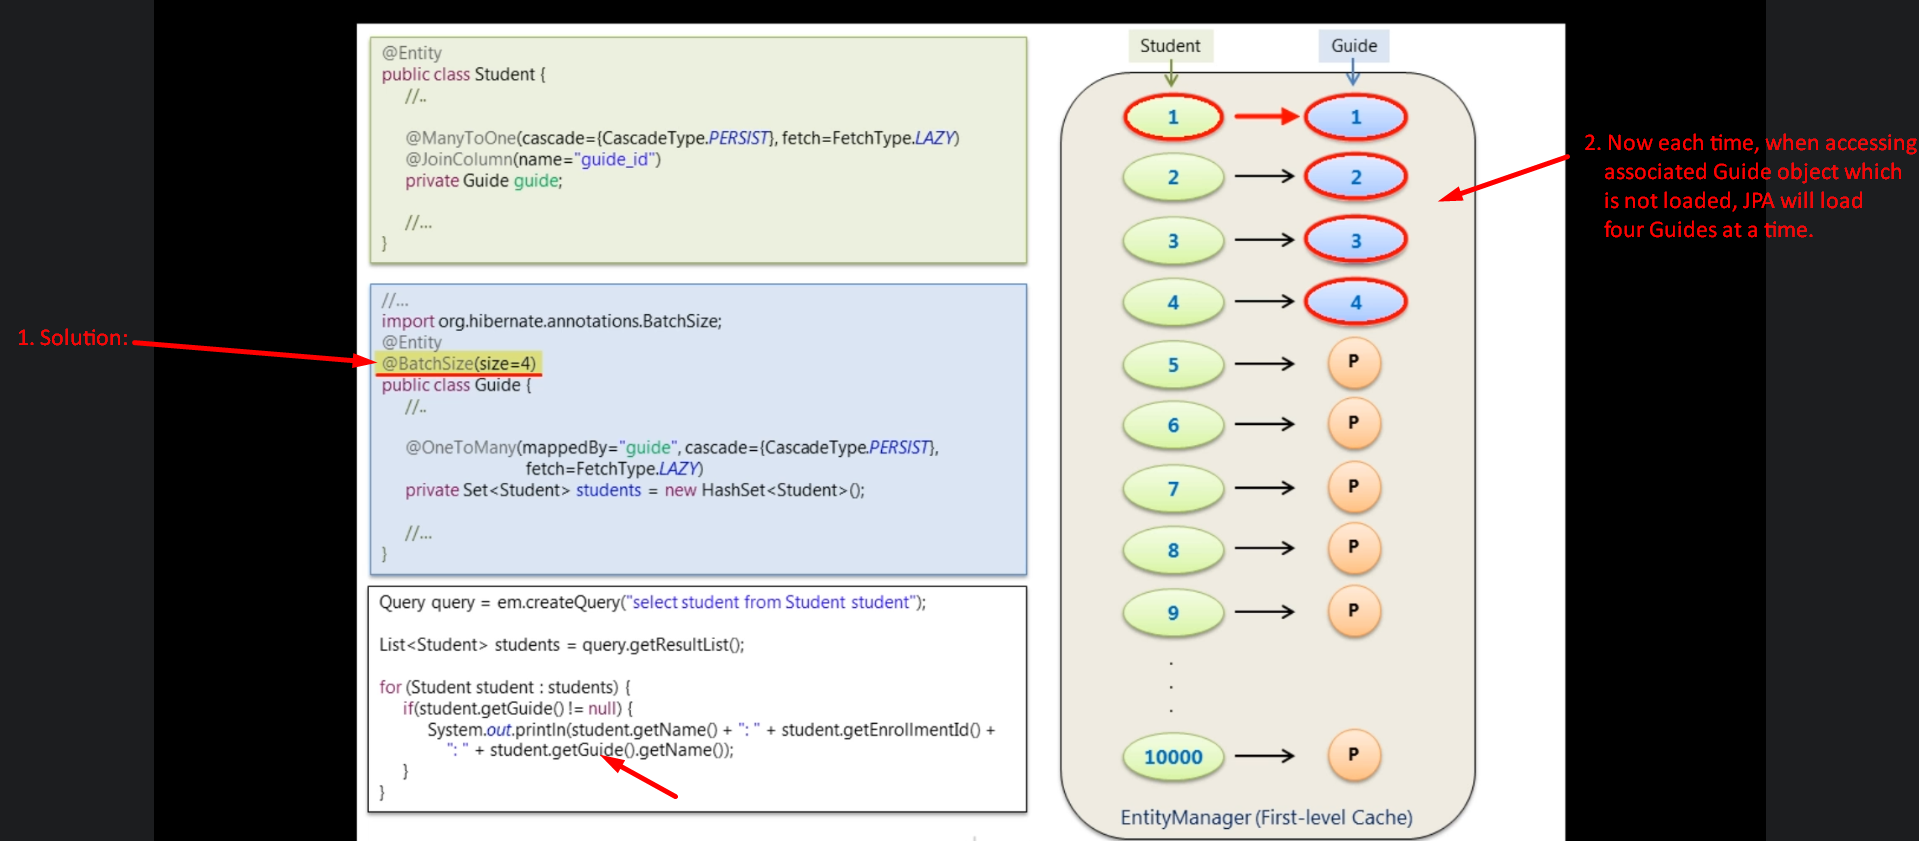 @Entity
public class Student {
//..
@ManyToOne(cascade={CascadeType.PERSIST}, fetch=FetchType.LAZY)
@JoinColumn(name="guide_id")
private Guide guide;
//...
}
1. Solution:
//...
import org.hibernate.annotations.BatchSize;
@Entity
@BatchSize(size=4)
public class Guide {
//..
@OneToMany(mappedBy="guide", cascade={CascadeType.PERSIST},
fetch=FetchType.LAZY)
private Set<Student> students = new HashSet<Student>();
//...
}
Query query = em.createQuery("select student from Student student");
List<Student> students = query.getResultList();
for (Student student : students) {
if(student.getGuide() != null) {
System.out.println(student.getName() + ": " + student.getEnrollmentId() +
": " + student.getGuide().getName());
}
}
Student Guide
1 1
2 2
3 3
4 4
5 P
6 P
7 P
8 P
9 P
.
.
.
10000 P
EntityManager (First-level Cache)
2. Now each time, when accessing
associated Guide object which
is not loaded, JPA will load
four Guides at a time.